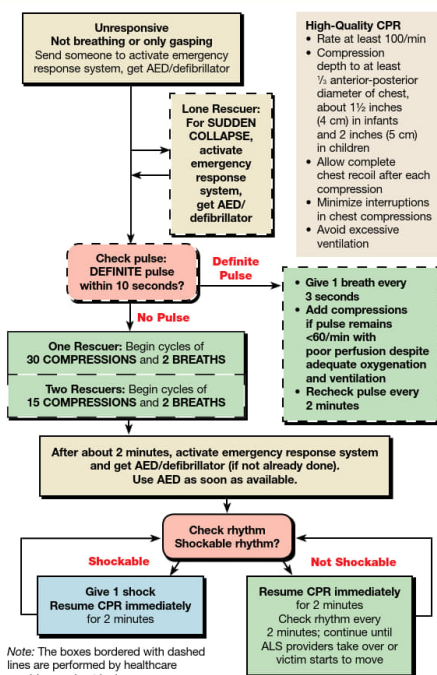 Unresponsive
Not breathing or only gasping
Send someone to activate emergency
response system, get AED/defibrillator
High-Quality CPR
• Rate at least 100/min
• Compression
depth to at least
⅓ anterior-posterior
diameter of chest,
about 1½ inches
(4 cm) in infants
and 2 inches (5 cm)
in children
• Allow complete
chest recoil after each
compression
• Minimize interruptions
in chest compressions
• Avoid excessive
ventilation
Lone Rescuer:
For SUDDEN
COLLAPSE,
activate
emergency
response
system,
get AED/
defibrillator
Check pulse:
DEFINITE pulse
within 10 seconds?
Definite
Pulse
• Give 1 breath every
3 seconds
• Add compressions
if pulse remains
<60/min with
poor perfusion despite
adequate oxygenation
and ventilation
• Recheck pulse every
2 minutes
No Pulse
One Rescuer: Begin cycles of
30 COMPRESSIONS and 2 BREATHS
Two Rescuers: Begin cycles of
15 COMPRESSIONS and 2 BREATHS
After about 2 minutes, activate emergency response system
and get AED/defibrillator (if not already done).
Use AED as soon as available.
Check rhythm
Shockable rhythm?
Shockable
Not Shockable
Give 1 shock
Resume CPR immediately
for 2 minutes
Resume CPR immediately
for 2 minutes
Check rhythm every
2 minutes; continue until
ALS providers take over or
victim starts to move
Note: The boxes bordered with dashed
lines are performed by healthcare